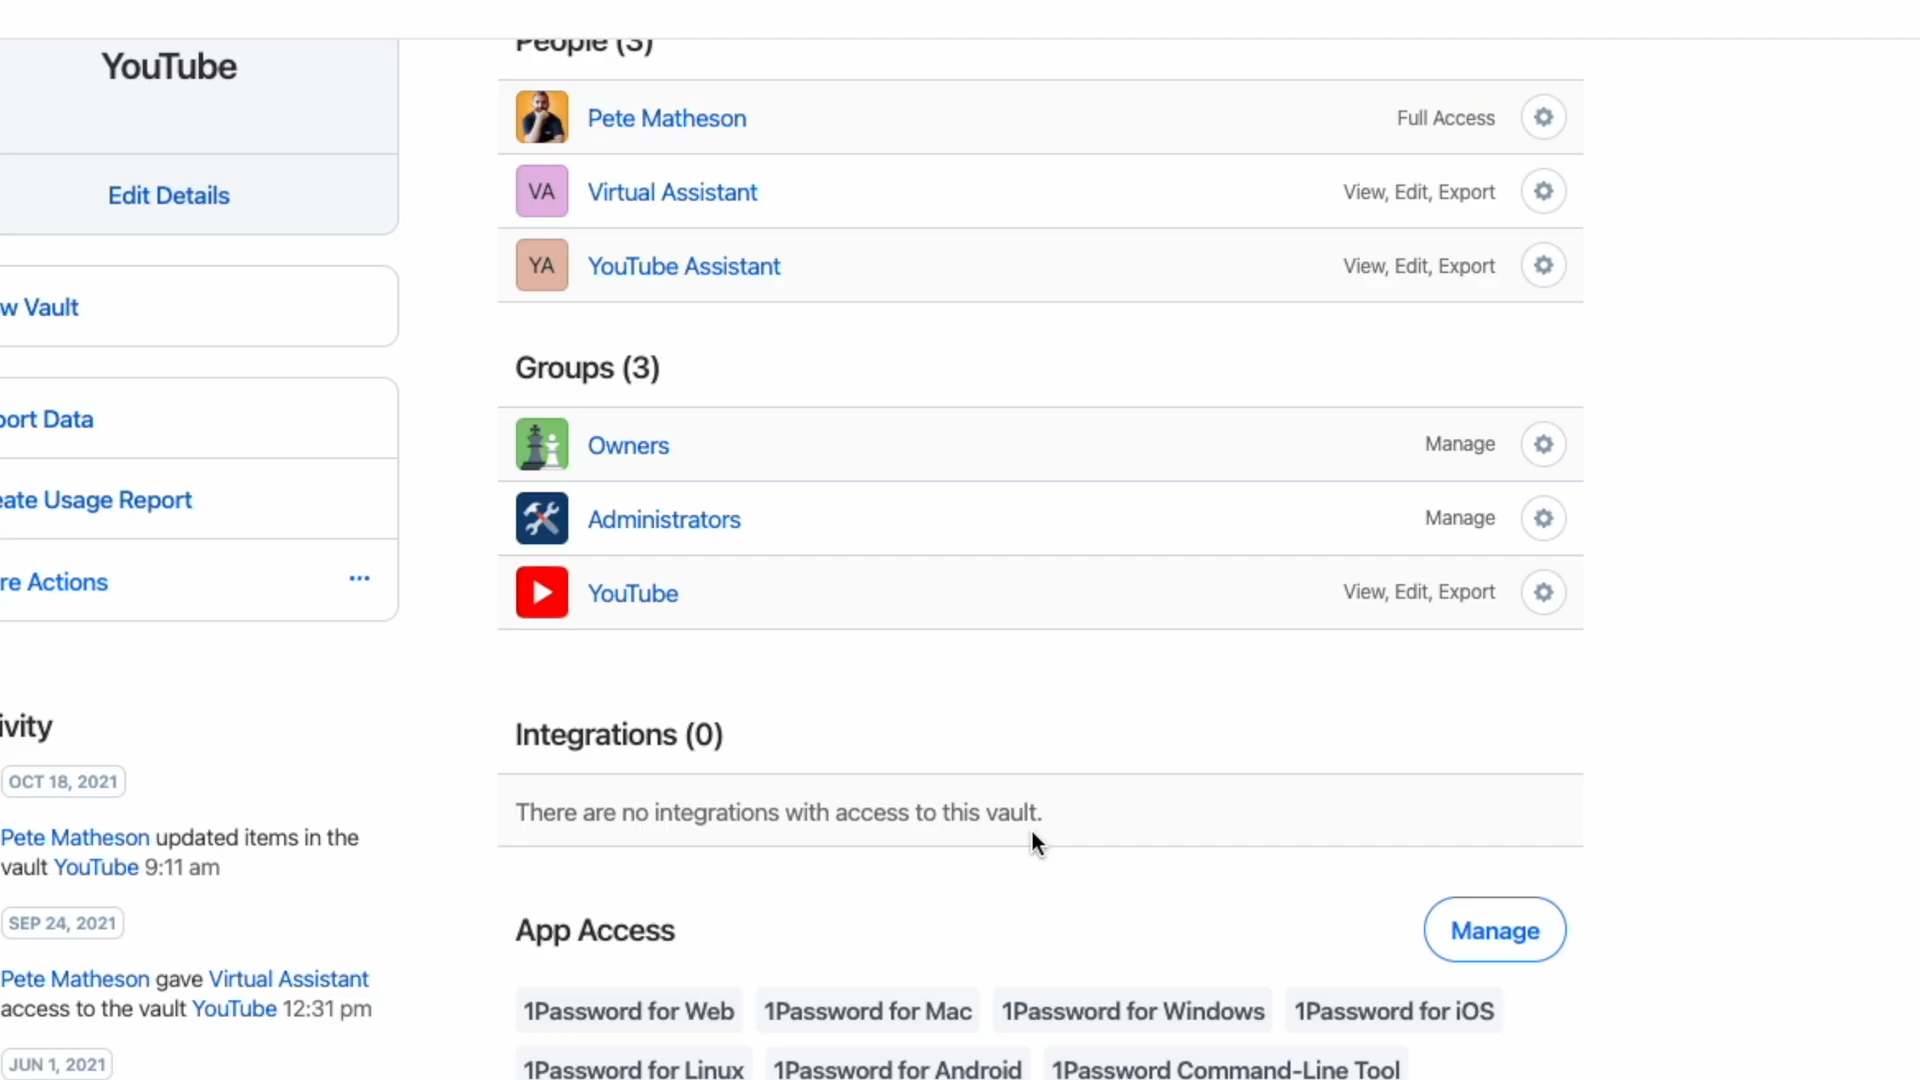 YouTube
Edit Details
w Vault
port Data
eate Usage Report
re Actions
ivity
OCT 18, 2021
Pete Matheson updated items in the
vault YouTube 9:11 am
SEP 24, 2021
Pete Matheson gave Virtual Assistant
access to the vault YouTube 12:31 pm
JUN 1, 2021
People (3)
Pete Matheson Full Access
VA Virtual Assistant View, Edit, Export
YA YouTube Assistant View, Edit, Export
Groups (3)
Owners Manage
Administrators Manage
YouTube View, Edit, Export
Integrations (0)
There are no integrations with access to this vault.
App Access Manage
1Password for Web 1Password for Mac 1Password for Windows 1Password for iOS
1Password for Linux 1Password for Android 1Password Command-Line Tool